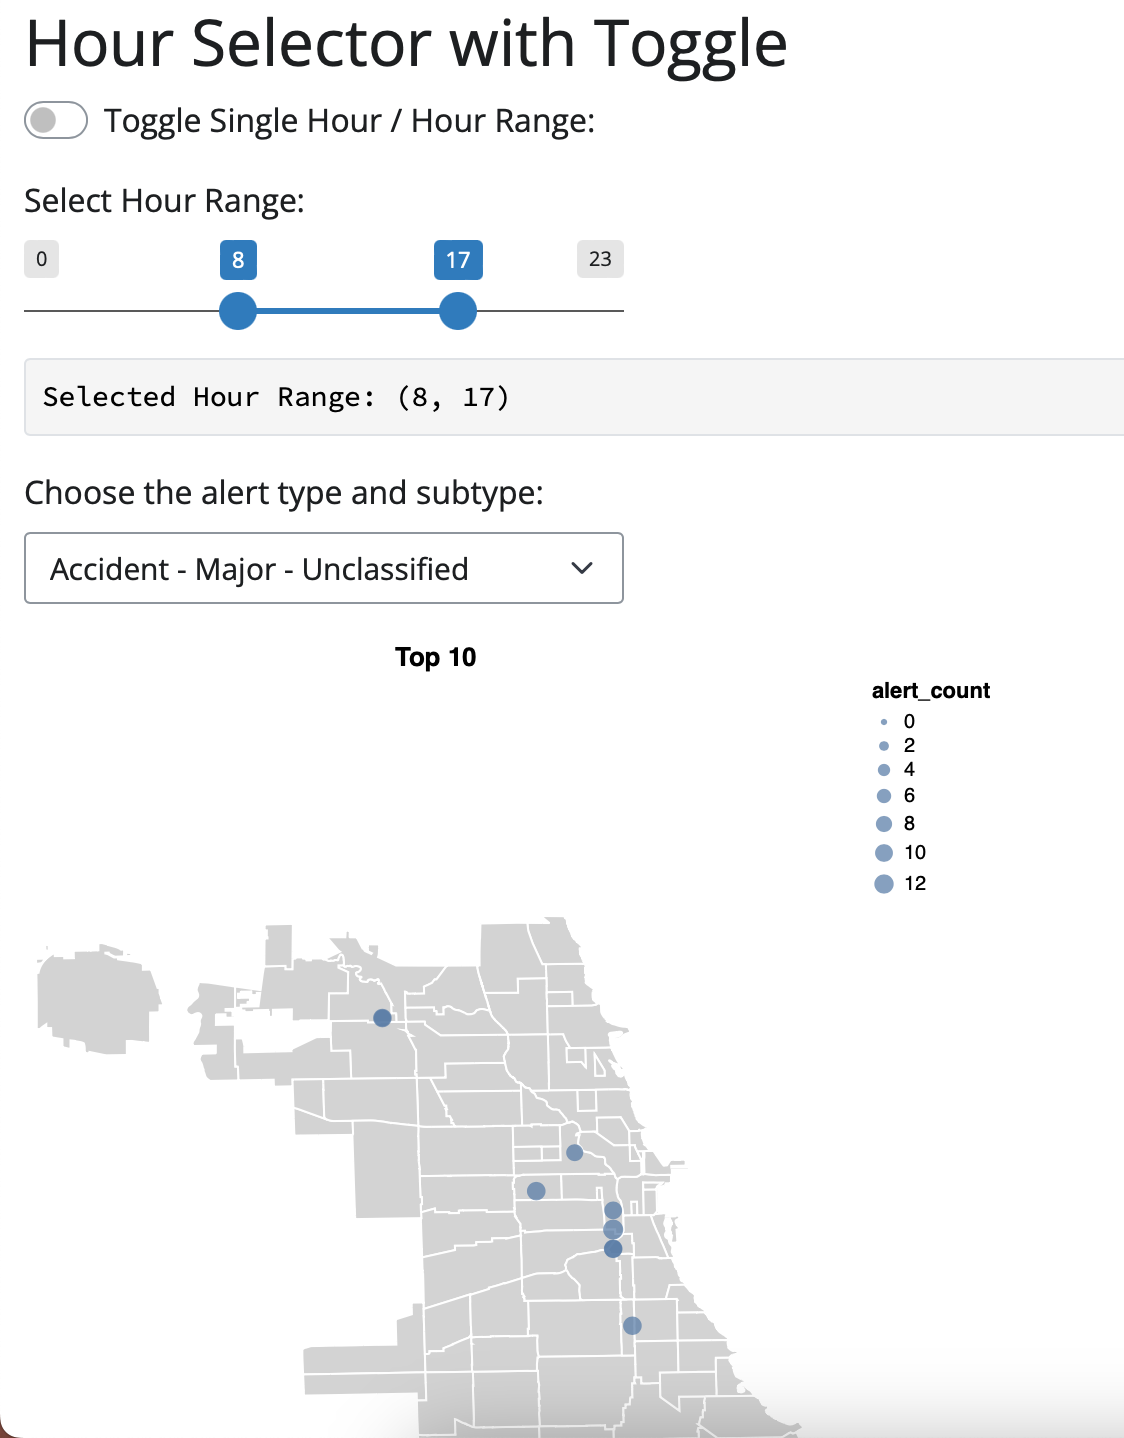 Hour Selector with Toggle
Toggle Single Hour / Hour Range:
Select Hour Range:
0 8 17 23
Selected Hour Range: (8, 17)
Choose the alert type and subtype:
Accident - Major - Unclassified
Top 10
alert_count
0
2
4
6
8
10
12